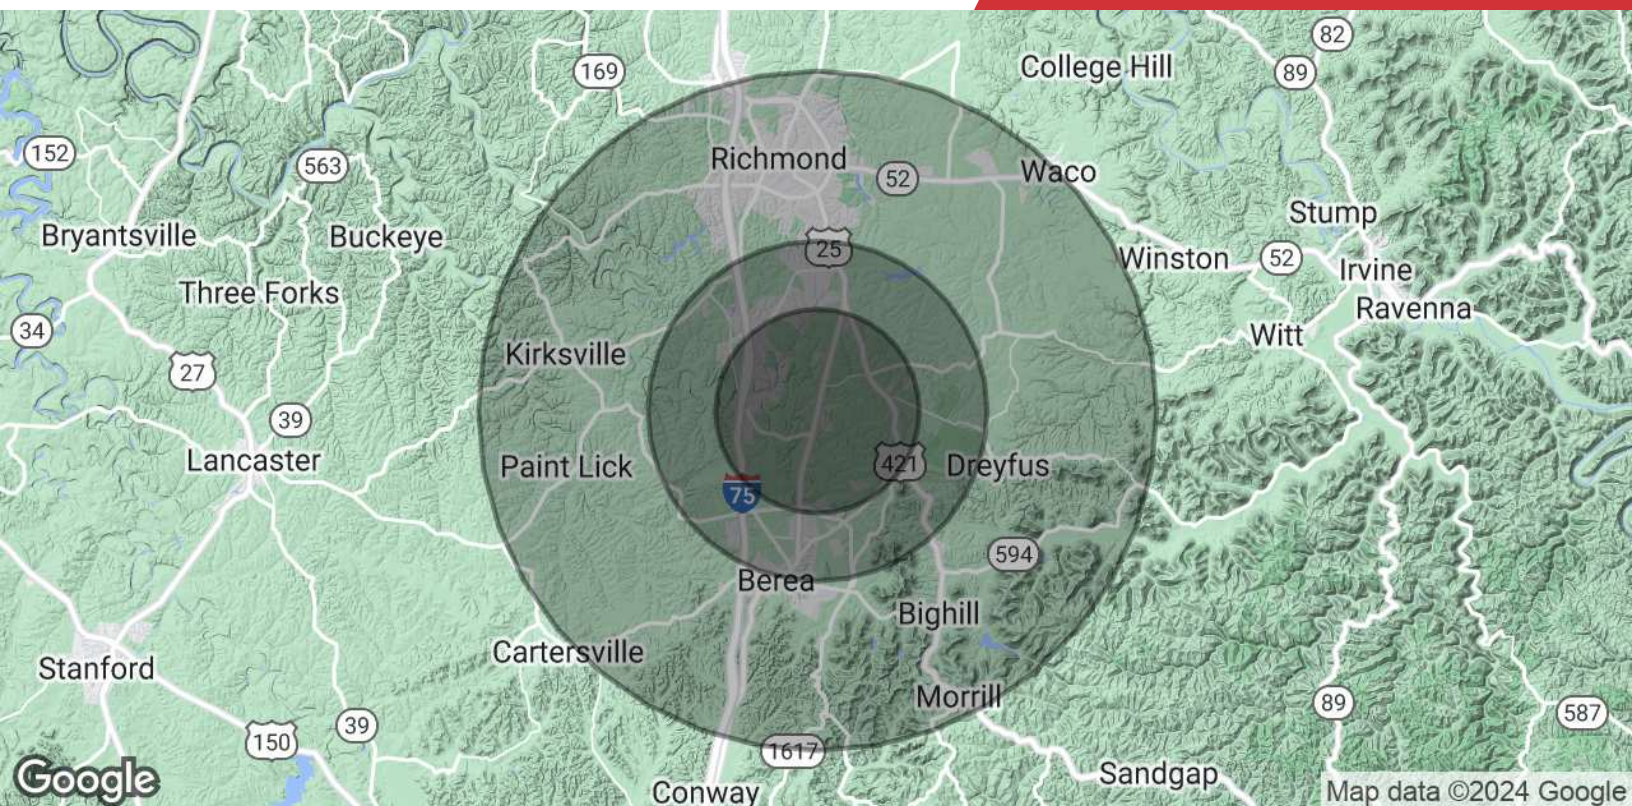 82
College Hill
169
89
152
Richmond
563
52
Waco
Stump
Bryantsville
Buckeye
25
Winston
52
Irvine
Three Forks
Ravenna
34
Witt
Kirksville
27
39
Lancaster
Paint Lick
421
Dreyfus
75
594
Berea
Bighill
Cartersville
Stanford
Morrill
89
587
39
150
1617
Google
Conway
Sandgap
Map data ©2024 Google